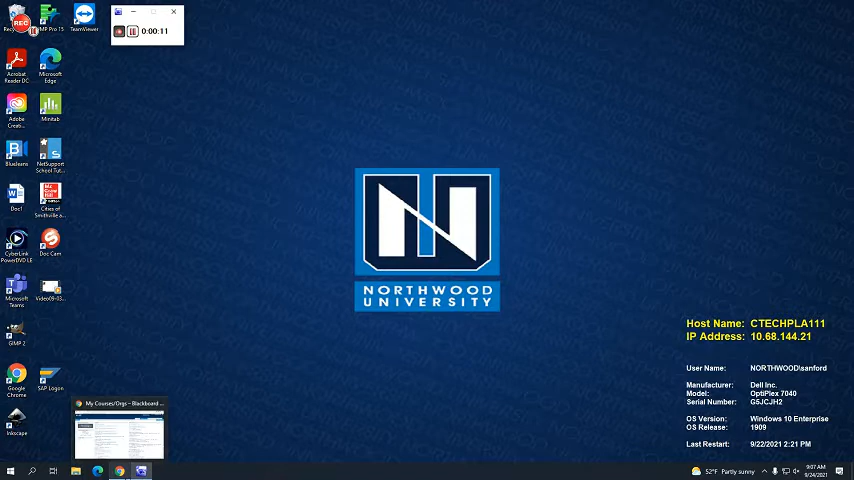 REC
Recy
MP Pro 15
TeamViewer
0:00:11
Acrobat
Reader DC
Microsoft
Edge
Adobe
Creati...
Minitab
BlueJeans
NetSupport
School Tut...
Doc1
Cities of
Smithville a...
CyberLink
PowerDVD LE
Doc Cam
Microsoft
Teams
Video09-03...
GIMP 2
Google
Chrome
SAP Logon
Inkscape
NORTHWOOD
UNIVERSITY
Host Name: CTECHPLA111
IP Address: 10.68.144.21
User Name: NORTHWOOD\sanford
Manufacturer: Dell Inc.
Model: OptiPlex 7040
Serial Number: G5JCJH2
OS Version: Windows 10 Enterprise
OS Release: 1909
Last Restart: 9/22/2021 2:21 PM
My Courses/Orgs – Blackboard ...
52°F Partly sunny
9:07 AM
9/24/2021